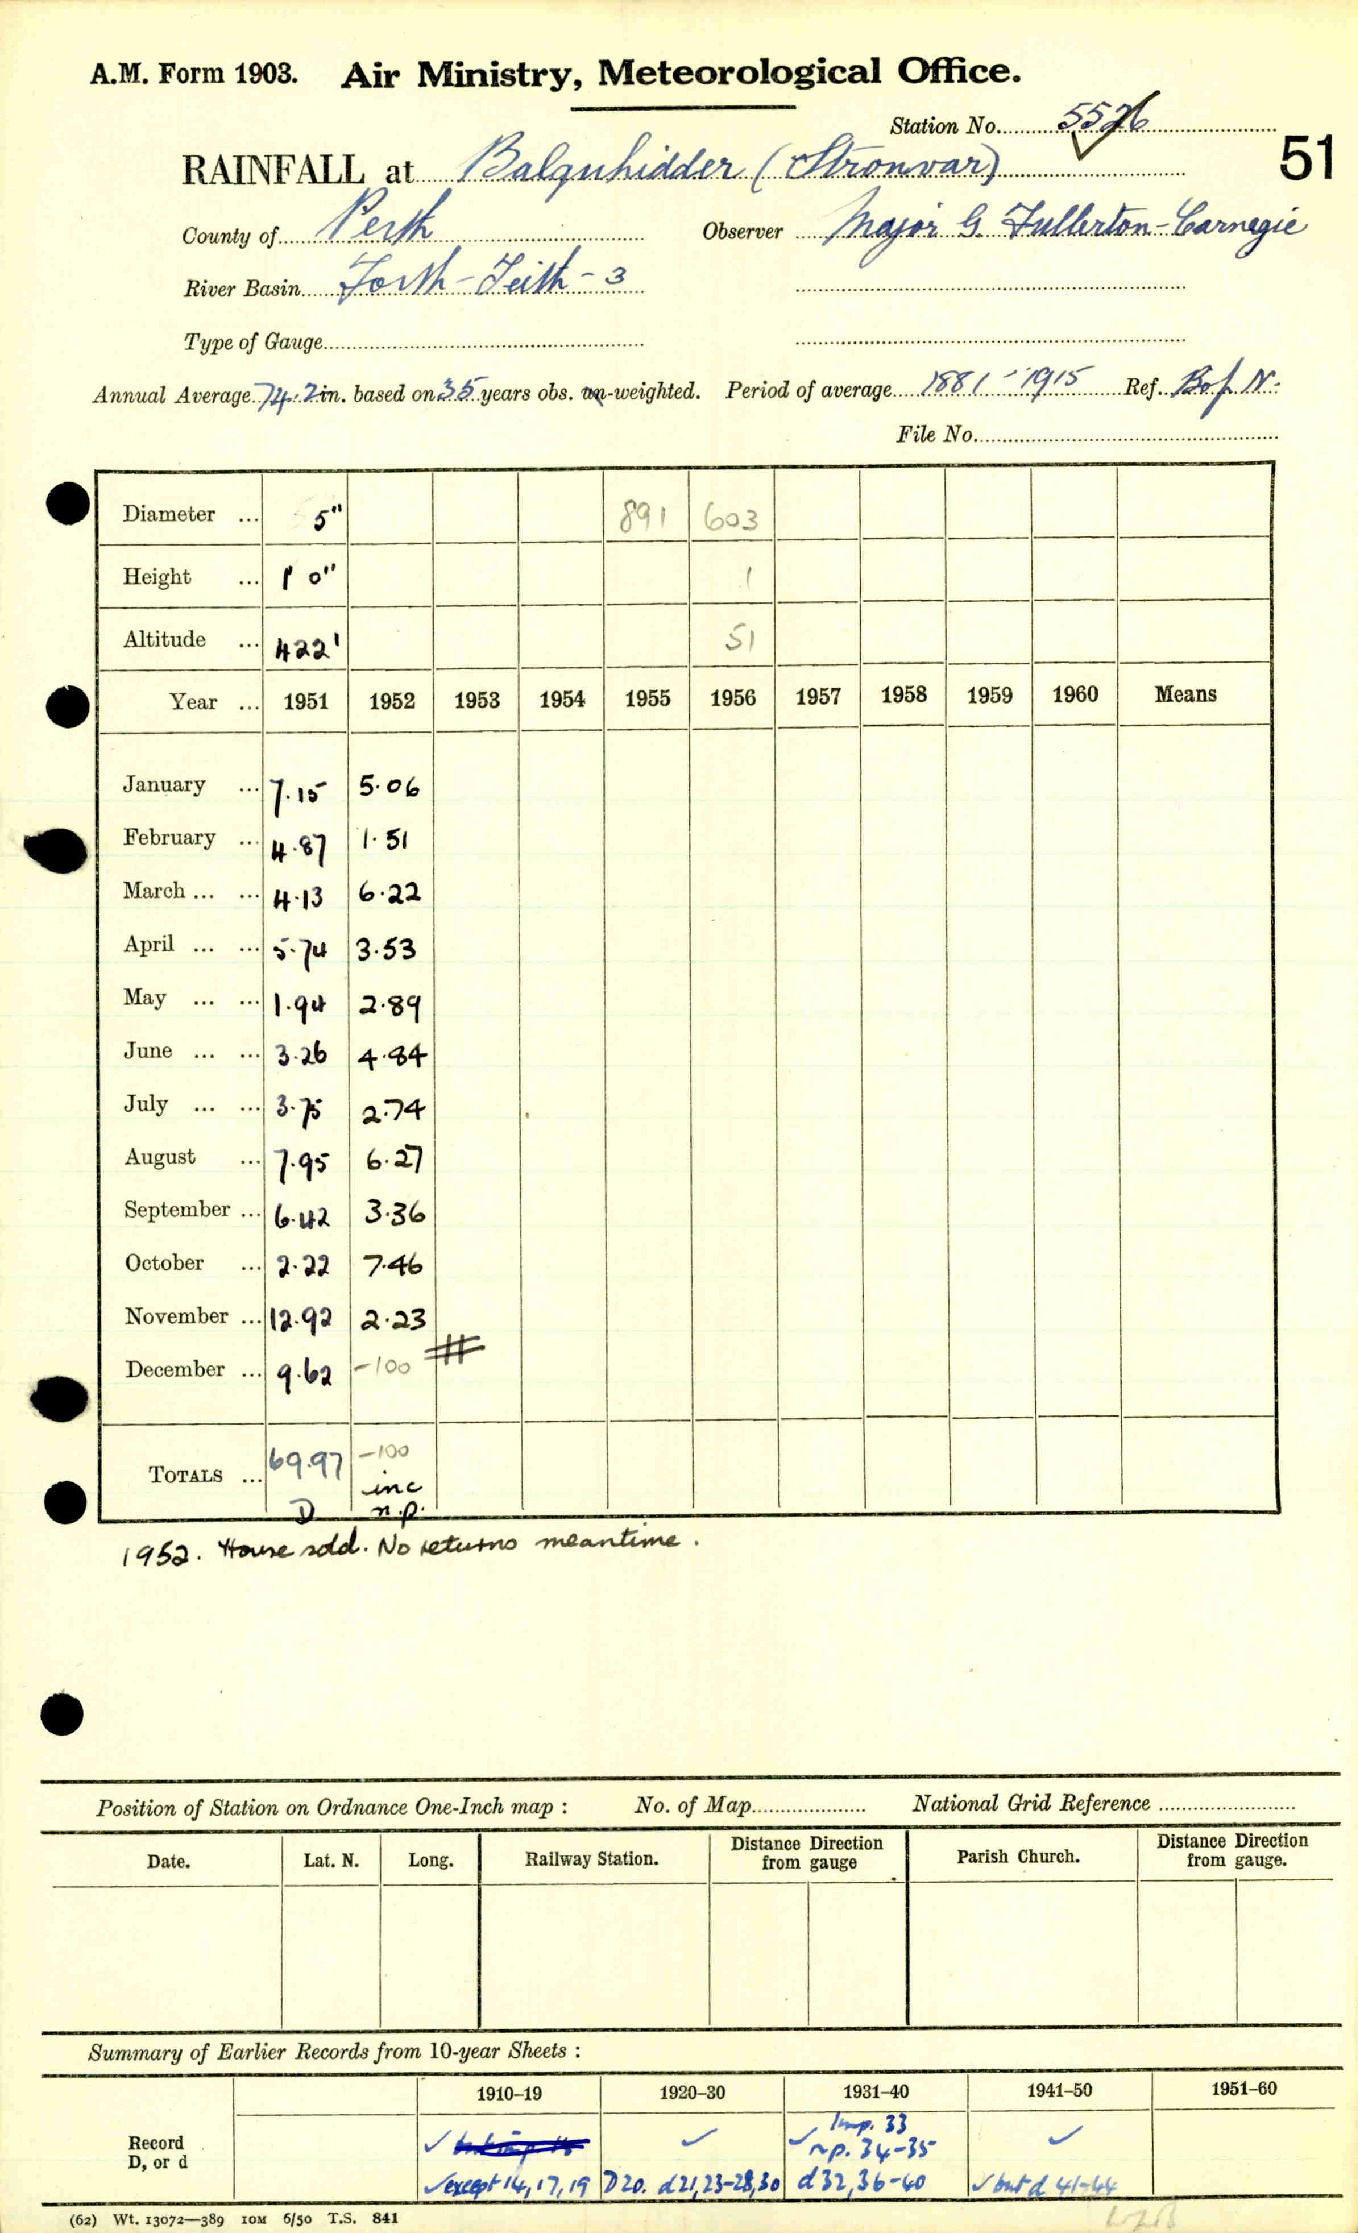 A.M. Form 1903. Air Ministry, Meteorological Office.
Station No. 5526
51
RAINFALL at Balquhidder (Stronvar)
County of Perth Observer Major G. Fullerton-Carnegie
River Basin Forth-Teith-3
Type of Gauge
Annual Average 74.2 in. based on 35 years obs. un-weighted. Period of average 1881-1915 Ref. B of N.
File No.
Diameter ... 5" 891 603
Height ... 1' 0" 1
Altitude ... 422' 51
Year ... 1951 1952 1953 1954 1955 1956 1957 1958 1959 1960 Means
January ... 7.15 5.06
February ... 4.87 1.51
March ... ... 4.13 6.22
April ... ... 5.74 3.53
May ... ... 1.94 2.89
June ... ... 3.26 4.84
July ... ... 3.75 2.74
August ... 7.95 6.27
September ... 6.42 3.36
October ... 2.22 7.46
November ... 12.92 2.23
December ... 9.62 -100
TOTALS ... 69.97 -100
inc
D n.p.
1952. House sold. No returns meantime.
Position of Station on Ordnance One-Inch map : No. of Map National Grid Reference
Date. Lat. N. Long. Railway Station. Distance from gauge Direction Parish Church. Distance from gauge. Direction
Summary of Earlier Records from 10-year Sheets :
1910-19 1920-30 1931-40 1941-50 1951-60
Record D, or d
✓ ✓ ✓ Imp. 33 ✓
n.p. 34-35
✓except 14, 17, 19 D20. d21, 23-28, 30 d32, 36-40 ✓but d 41-44
(62) Wt. 13072—389 10M 6/50 T.S. 841